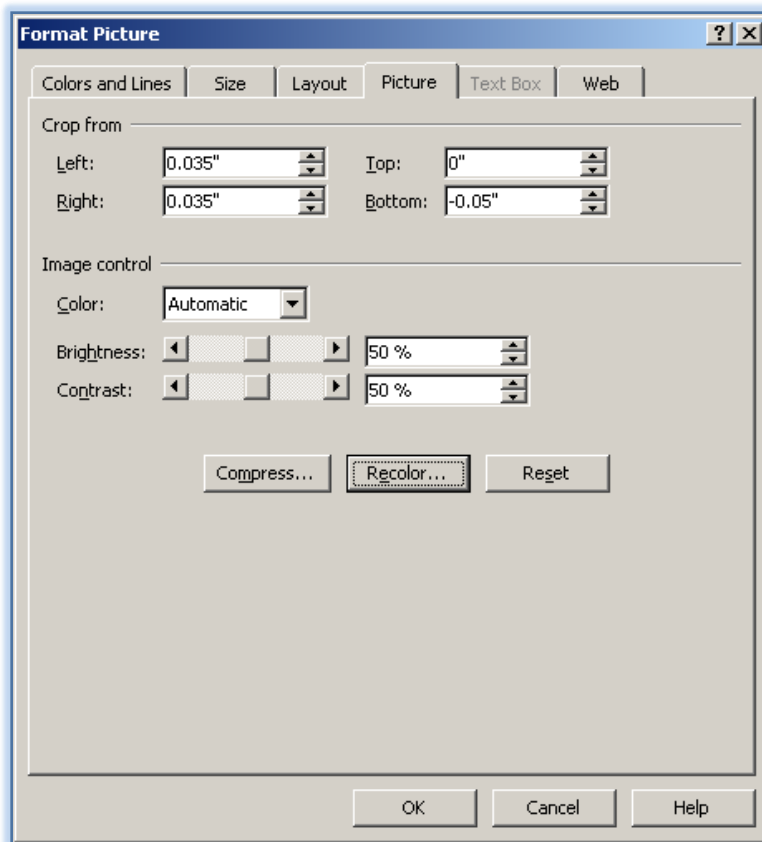 Format Picture
Colors and Lines Size Layout Picture Text Box Web
Crop from
Left: 0.035" Top: 0"
Right: 0.035" Bottom: -0.05"
Image control
Color: Automatic
Brightness: 50 %
Contrast: 50 %
Compress... Recolor... Reset
OK Cancel Help